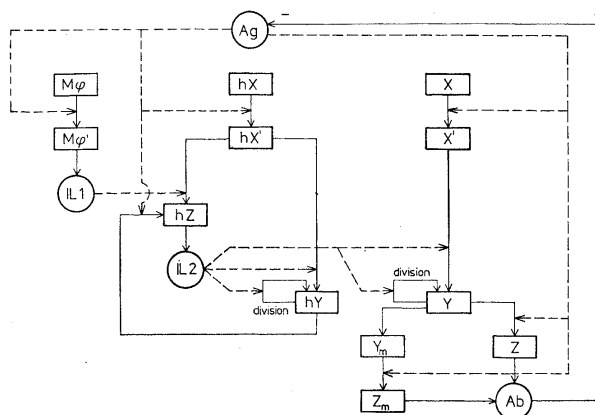 −
Ag
Mφ
hX
X
Mφ'
hX'
X'
IL1
hZ
IL2
division
hY
division
Y
Ym
Z
Zm
Ab